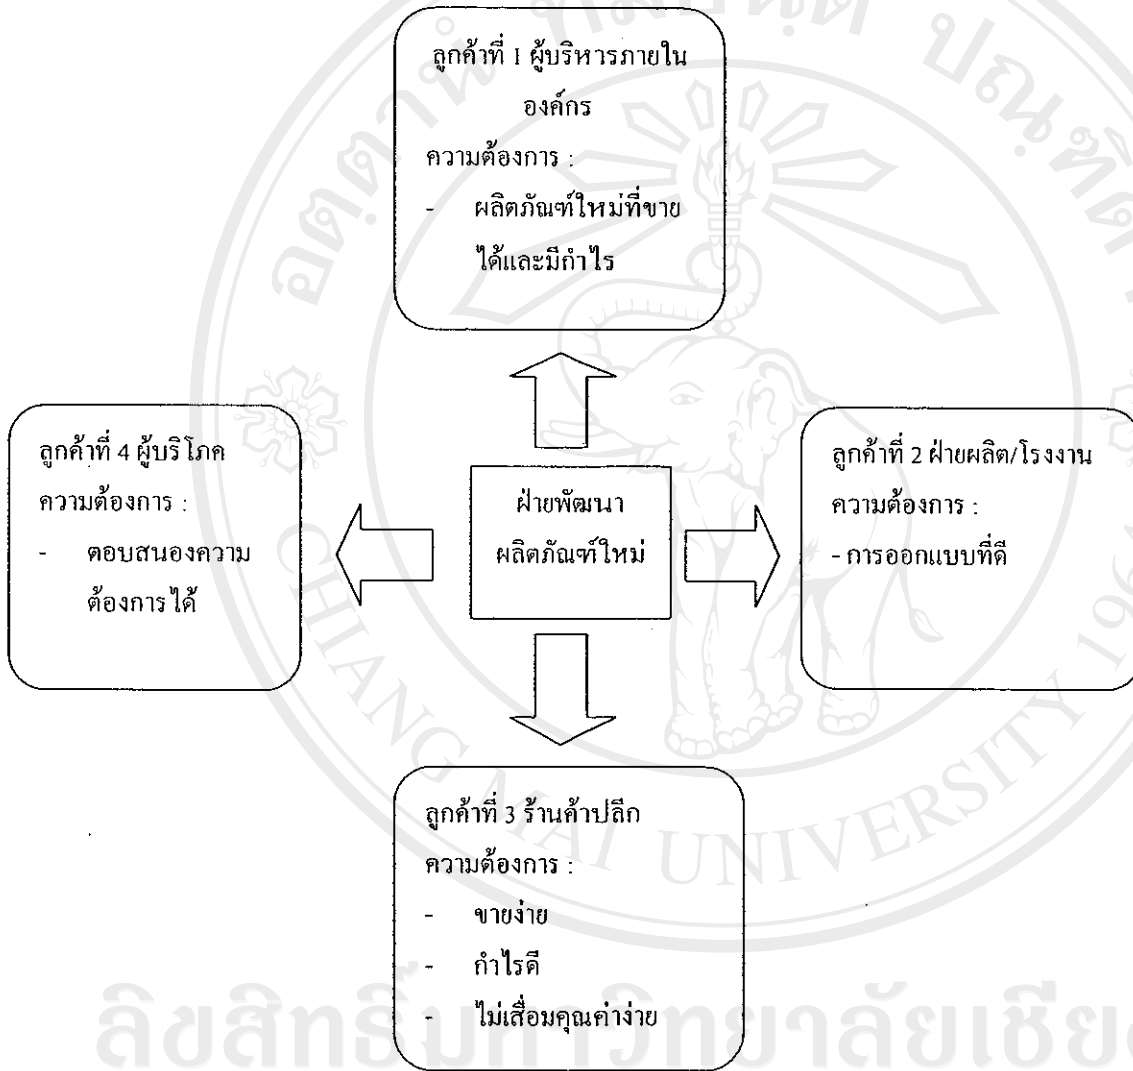 ลูกค้าที่ 1 ผู้บริหารภายใน
องค์กร
ความต้องการ :
- ผลิตภัณฑ์ใหม่ที่ขาย
ได้และมีกำไร
ลูกค้าที่ 4 ผู้บริโภค
ความต้องการ :
- ตอบสนองความ
ต้องการได้
ฝ่ายพัฒนา
ผลิตภัณฑ์ใหม่
ลูกค้าที่ 2 ฝ่ายผลิต/โรงงาน
ความต้องการ :
- การออกแบบที่ดี
ลูกค้าที่ 3 ร้านค้าปลีก
ความต้องการ :
- ขายง่าย
- กำไรดี
- ไม่เสื่อมคุณค่าง่าย
CHIANG MAI UNIVERSITY 1964
ลิขสิทธิ์มหาวิทยาลัยเชีย